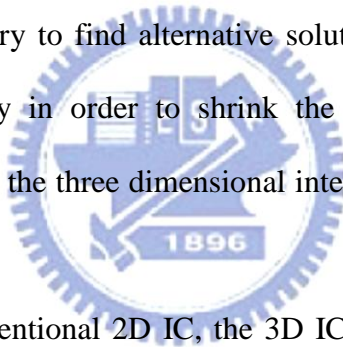 ry to find alternative solut
y in order to shrink the
the three dimensional inte
1896
entional 2D IC, the 3D IC